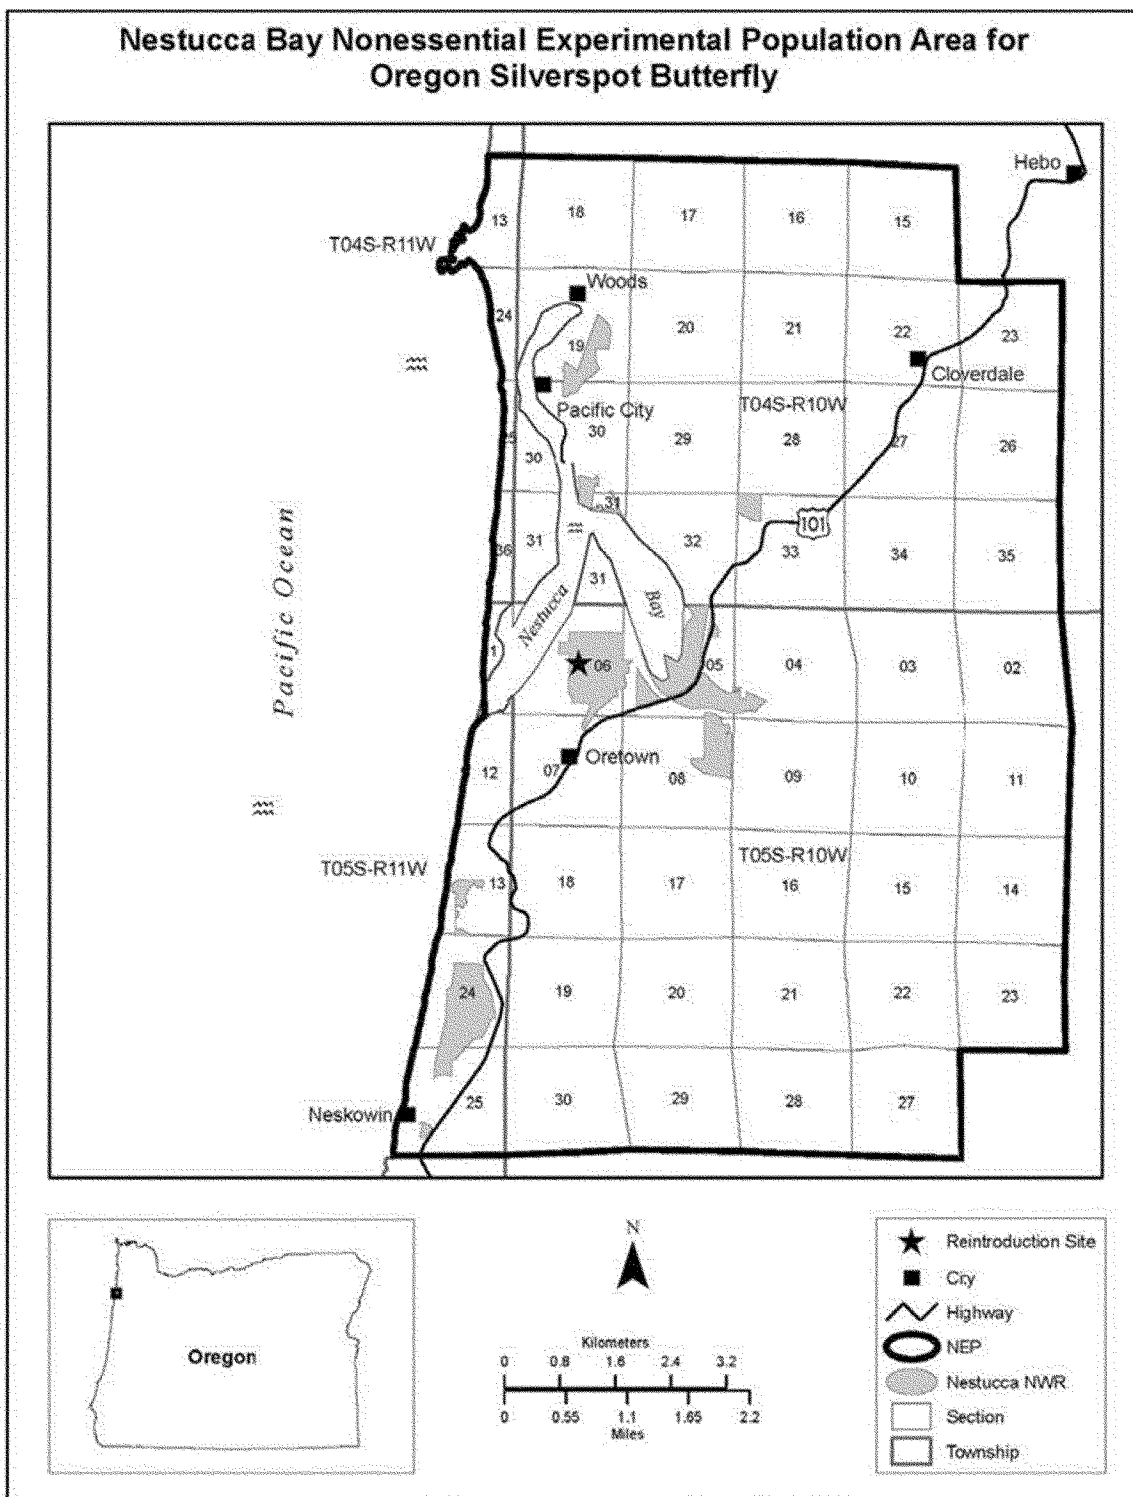 Nestucca Bay Nonessential Experimental Population Area for
Oregon Silverspot Butterfly
Hebo
13
18
17
16
15
T04S-R11W
Woods
24
19
20
21
22
23
Cloverdale
Pacific City
T04S-R10W
25
30
30
29
28
27
26
31
101
36
31
32
33
34
35
31
Nestucca
Bay
Pacific Ocean
1
06
05
04
03
02
12
07
Oretown
08
09
10
11
T05S-R11W
T05S-R10W
13
18
17
16
15
14
24
19
20
21
22
23
25
30
29
28
27
Neskowin
Oregon
N
Kilometers
0 0.8 1.6 2.4 3.2
0 0.55 1.1 1.65 2.2
Miles
Reintroduction Site
City
Highway
NEP
Nestucca NWR
Section
Township